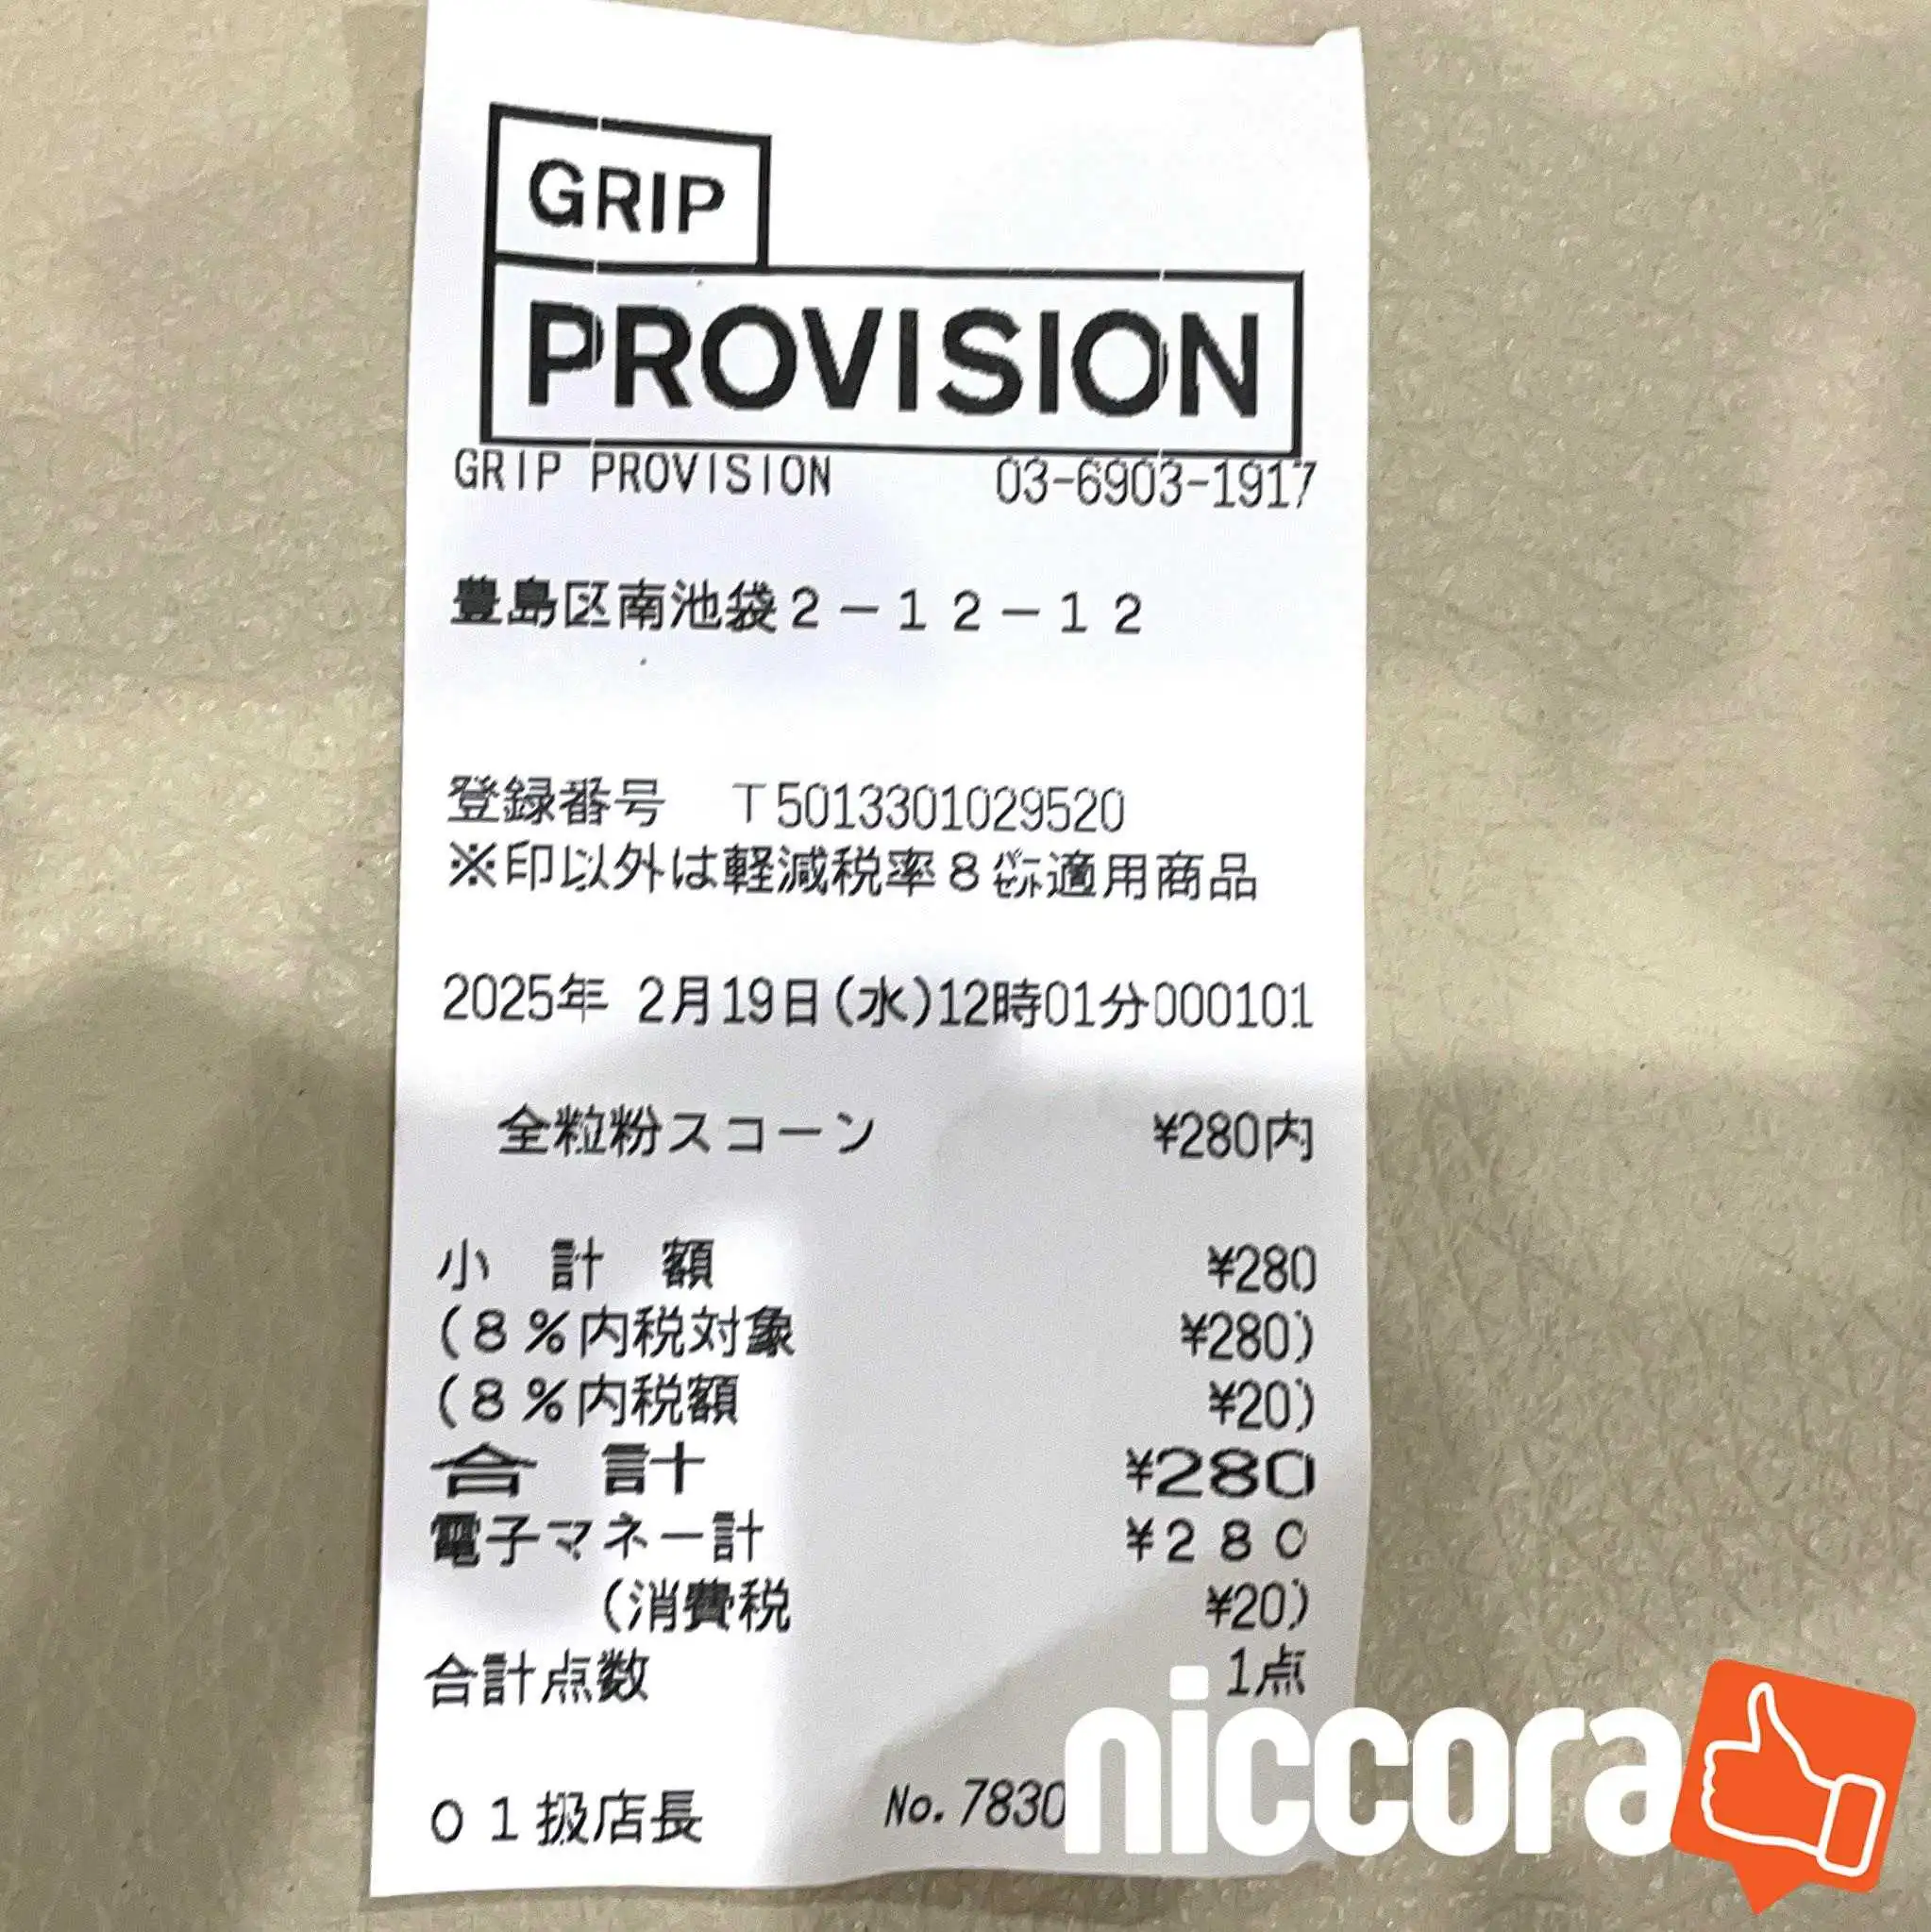 GRIP
PROVISION
GRIP PROVISION 03-6903-1917
豊島区南池袋2-12-12
登録番号 T5013301029520
※印以外は軽減税率8㌫適用商品
2025年 2月19日(水)12時01分000101
全粒粉スコーン ¥280内
小計額 ¥280
(8%内税対象 ¥280)
(8%内税額 ¥20)
合計 ¥280
電子マネー計 ¥280
(消費税 ¥20)
合計点数 1点
01扱店長 No.7830
niccora